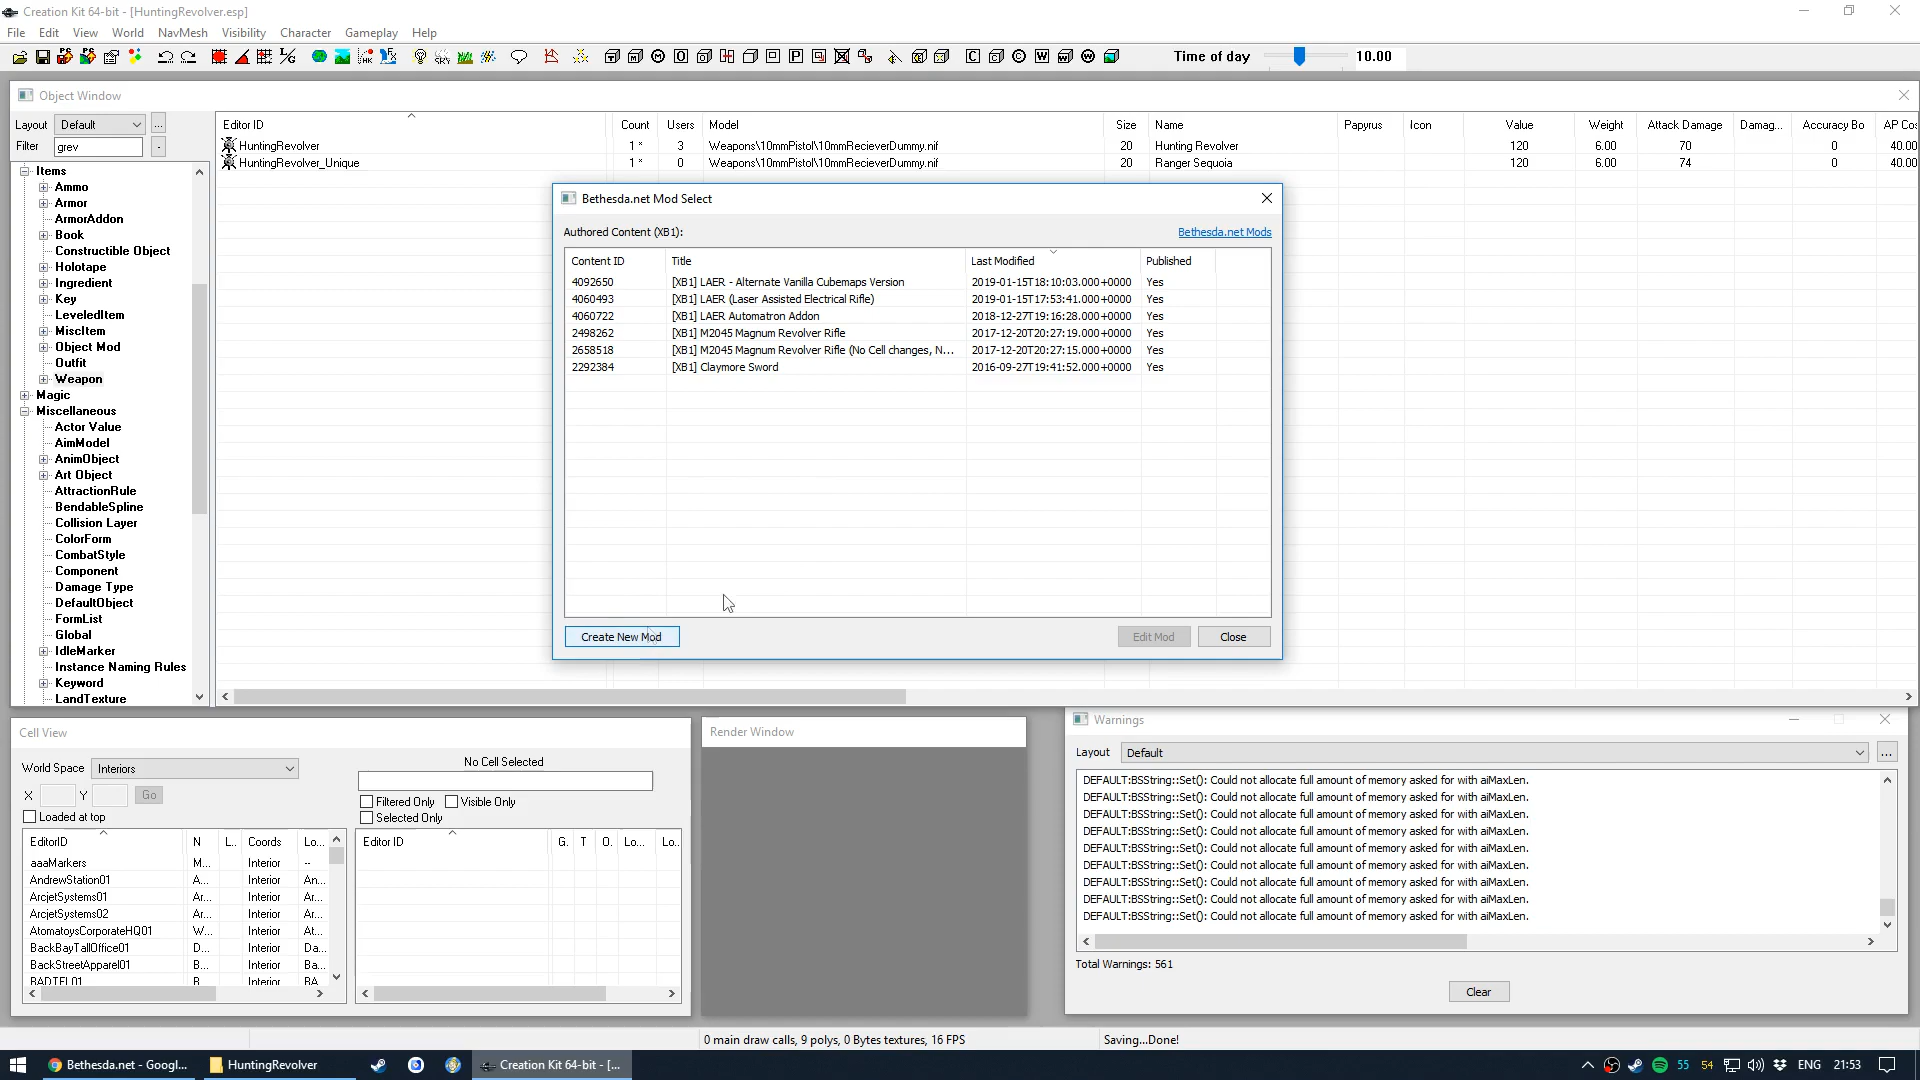 Creation Kit 64-bit - [HuntingRevolver.esp]
File Edit View World NavMesh Visibility Character Gameplay Help
Time of day 10.00
Object Window
Layout Default ...
Filter grev -
Items
Ammo
Armor
ArmorAddon
Book
Constructible Object
Holotape
Ingredient
Key
LeveledItem
MiscItem
Object Mod
Outfit
Weapon
Magic
Miscellaneous
Actor Value
AimModel
AnimObject
Art Object
AttractionRule
BendableSpline
Collision Layer
ColorForm
CombatStyle
Component
Damage Type
DefaultObject
FormList
Global
IdleMarker
Instance Naming Rules
Keyword
LandTexture
Editor ID Count Users Model Size Name Papyrus Icon Value Weight Attack Damage Damag... Accuracy Bo AP Cos
HuntingRevolver 1 * 3 Weapons\10mmPistol\10mmRecieverDummy.nif 20 Hunting Revolver 120 6.00 70 0 40.00
HuntingRevolver_Unique 1 * 0 Weapons\10mmPistol\10mmRecieverDummy.nif 20 Ranger Sequoia 120 6.00 74 0 40.00
Bethesda.net Mod Select
Authored Content (XB1): Bethesda.net Mods
Content ID Title Last Modified Published
4092650 [XB1] LAER - Alternate Vanilla Cubemaps Version 2019-01-15T18:10:03.000+0000 Yes
4060493 [XB1] LAER (Laser Assisted Electrical Rifle) 2019-01-15T17:53:41.000+0000 Yes
4060722 [XB1] LAER Automatron Addon 2018-12-27T19:16:28.000+0000 Yes
2498262 [XB1] M2045 Magnum Revolver Rifle 2017-12-20T20:27:19.000+0000 Yes
2658518 [XB1] M2045 Magnum Revolver Rifle (No Cell changes, N... 2017-12-20T20:27:15.000+0000 Yes
2292384 [XB1] Claymore Sword 2016-09-27T19:41:52.000+0000 Yes
Create New Mod Edit Mod Close
Cell View
World Space Interiors
X Y Go
Loaded at top
No Cell Selected
Filtered Only Visible Only
Selected Only
EditorID N L.. Coords Lo...
aaaMarkers M... Interior --
AndrewStation01 A... Interior An...
ArcjetSystems01 Ar... Interior Ar...
ArcjetSystems02 Ar... Interior Ar...
AtomatoysCorporateHQ01 W... Interior At...
BackBayTallOffice01 D... Interior Da...
BackStreetApparel01 B... Interior Ba...
BADTFL01 B Interior BA
Editor ID G. T O. Lo... Lo..
Render Window
Warnings
Layout Default ...
DEFAULT:BSString::Set(): Could not allocate full amount of memory asked for with aiMaxLen.
DEFAULT:BSString::Set(): Could not allocate full amount of memory asked for with aiMaxLen.
DEFAULT:BSString::Set(): Could not allocate full amount of memory asked for with aiMaxLen.
DEFAULT:BSString::Set(): Could not allocate full amount of memory asked for with aiMaxLen.
DEFAULT:BSString::Set(): Could not allocate full amount of memory asked for with aiMaxLen.
DEFAULT:BSString::Set(): Could not allocate full amount of memory asked for with aiMaxLen.
DEFAULT:BSString::Set(): Could not allocate full amount of memory asked for with aiMaxLen.
DEFAULT:BSString::Set(): Could not allocate full amount of memory asked for with aiMaxLen.
DEFAULT:BSString::Set(): Could not allocate full amount of memory asked for with aiMaxLen.
Total Warnings: 561
Clear
0 main draw calls, 9 polys, 0 Bytes textures, 16 FPS Saving...Done!
Bethesda.net - Googl... HuntingRevolver Creation Kit 64-bit - [... 55 54 ENG 21:53